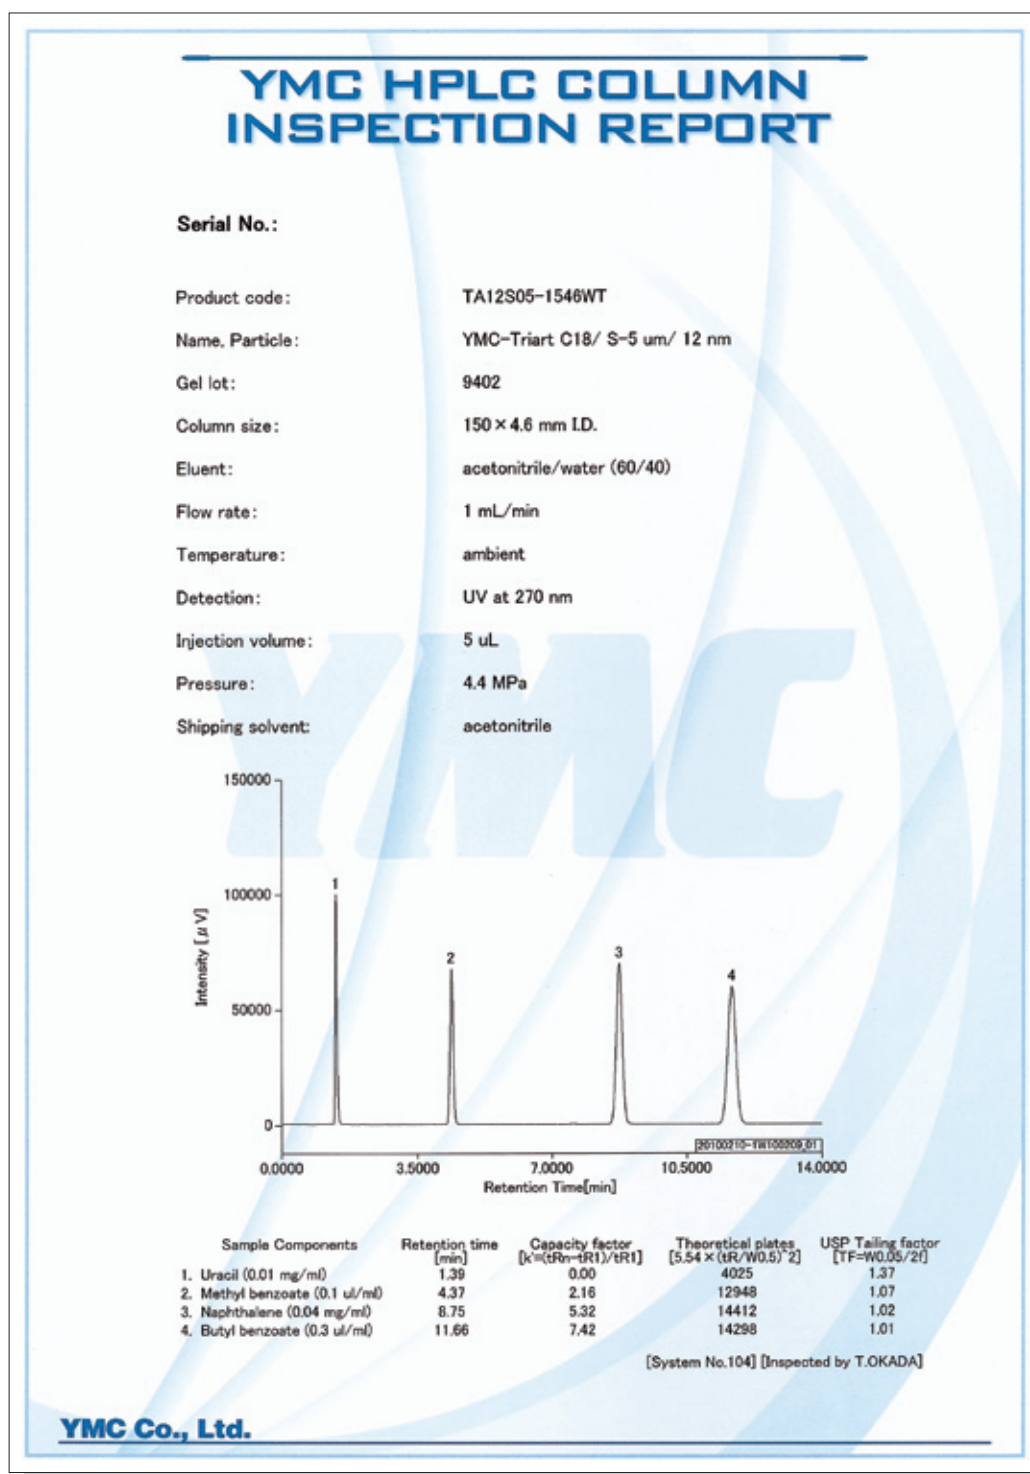 YMC HPLC COLUMN
INSPECTION REPORT
Serial No.:
Product code: TA12S05-1546WT
Name, Particle: YMC-Triart C18/ S-5 um/ 12 nm
Gel lot: 9402
Column size: 150×4.6 mm I.D.
Eluent: acetonitrile/water (60/40)
Flow rate: 1 mL/min
Temperature: ambient
Detection: UV at 270 nm
Injection volume: 5 uL
Pressure: 4.4 MPa
Shipping solvent: acetonitrile
YMC
150000
100000
50000
0
Intensity [μV]
1
2
3
4
20100210-1W100209_01
0.0000 3.5000 7.0000 10.5000 14.0000
Retention Time[min]
Sample Components Retention time Capacity factor Theoretical plates USP Tailing factor
[min] [k'=(tRn-tR1)/tR1] [5.54×(tR/W0.5)^2] [TF=W0.05/2f]
1. Uracil (0.01 mg/ml) 1.39 0.00 4025 1.37
2. Methyl benzoate (0.1 ul/ml) 4.37 2.16 12948 1.07
3. Naphthalene (0.04 mg/ml) 8.75 5.32 14412 1.02
4. Butyl benzoate (0.3 ul/ml) 11.66 7.42 14298 1.01
[System No.104] [Inspected by T.OKADA]
YMC Co., Ltd.